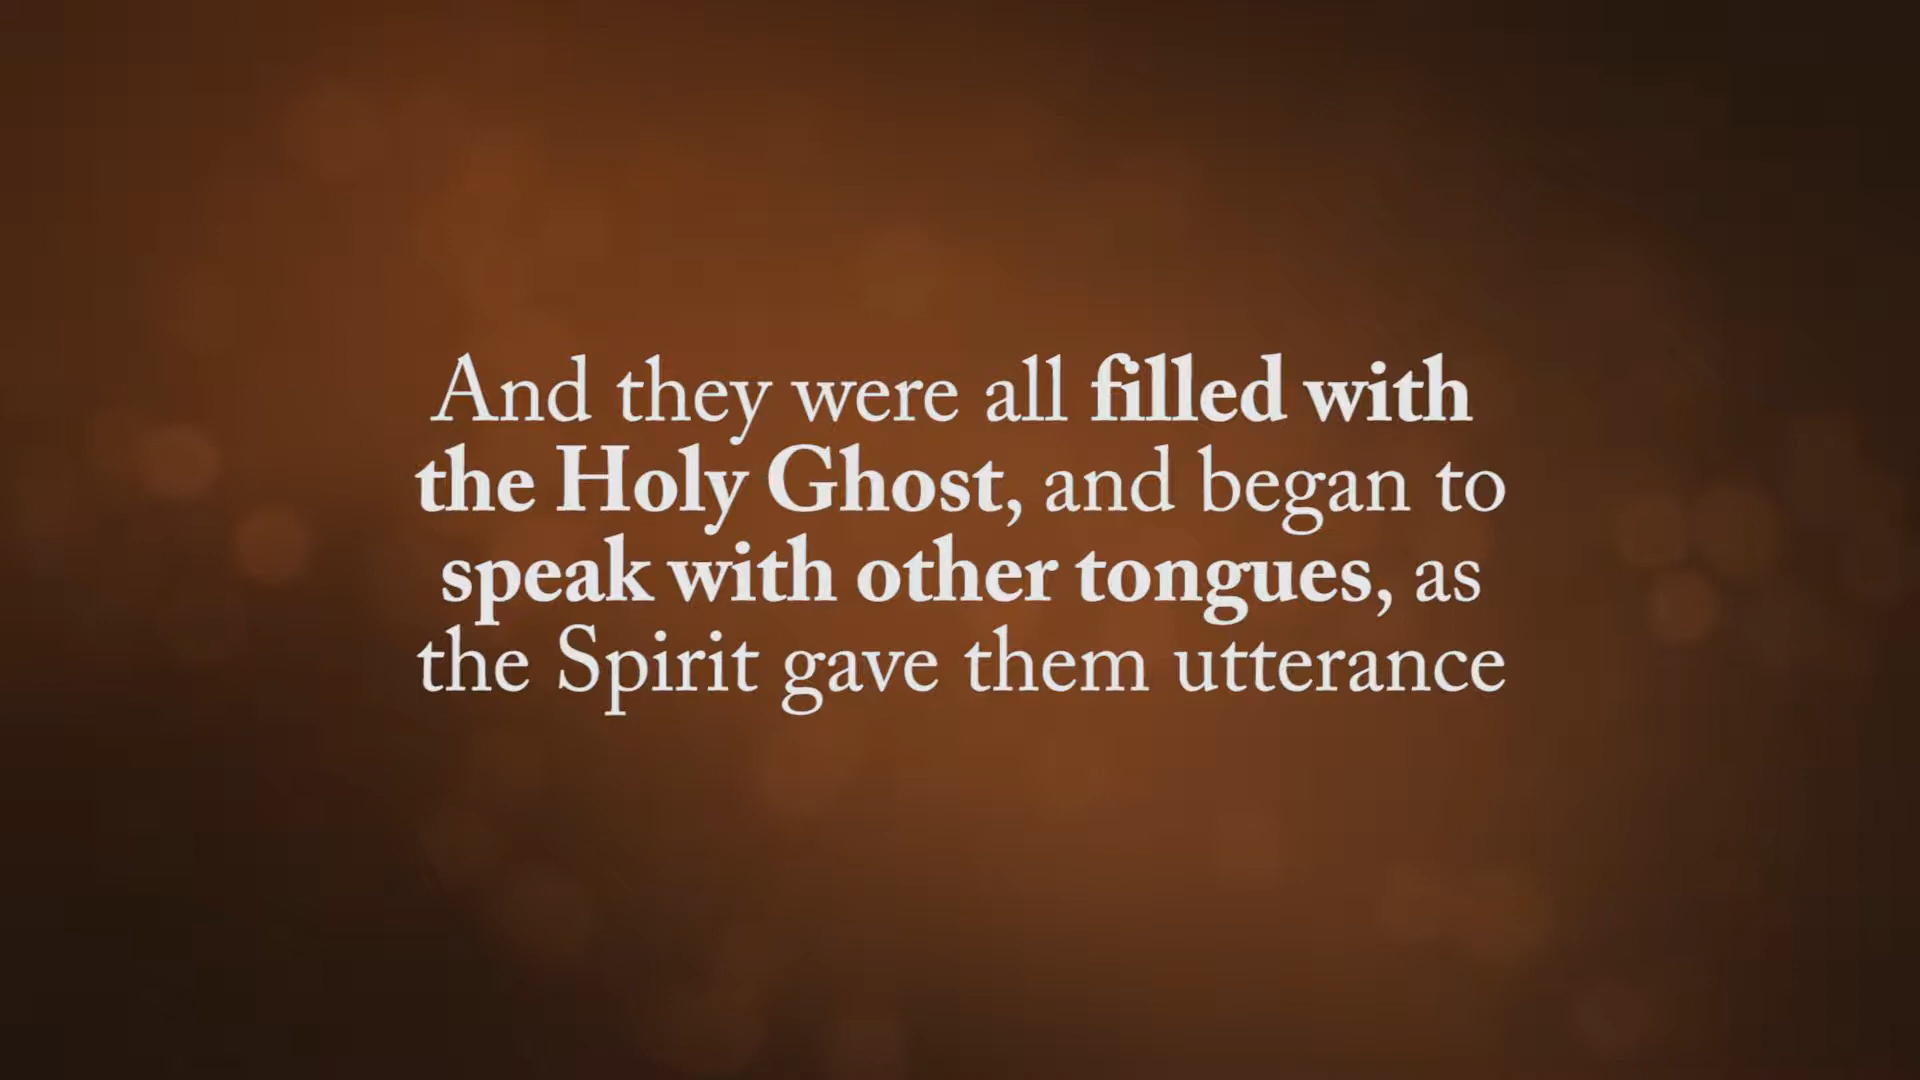 And they were all filled with
the Holy Ghost, and began to
speak with other tongues, as
the Spirit gave them utterance